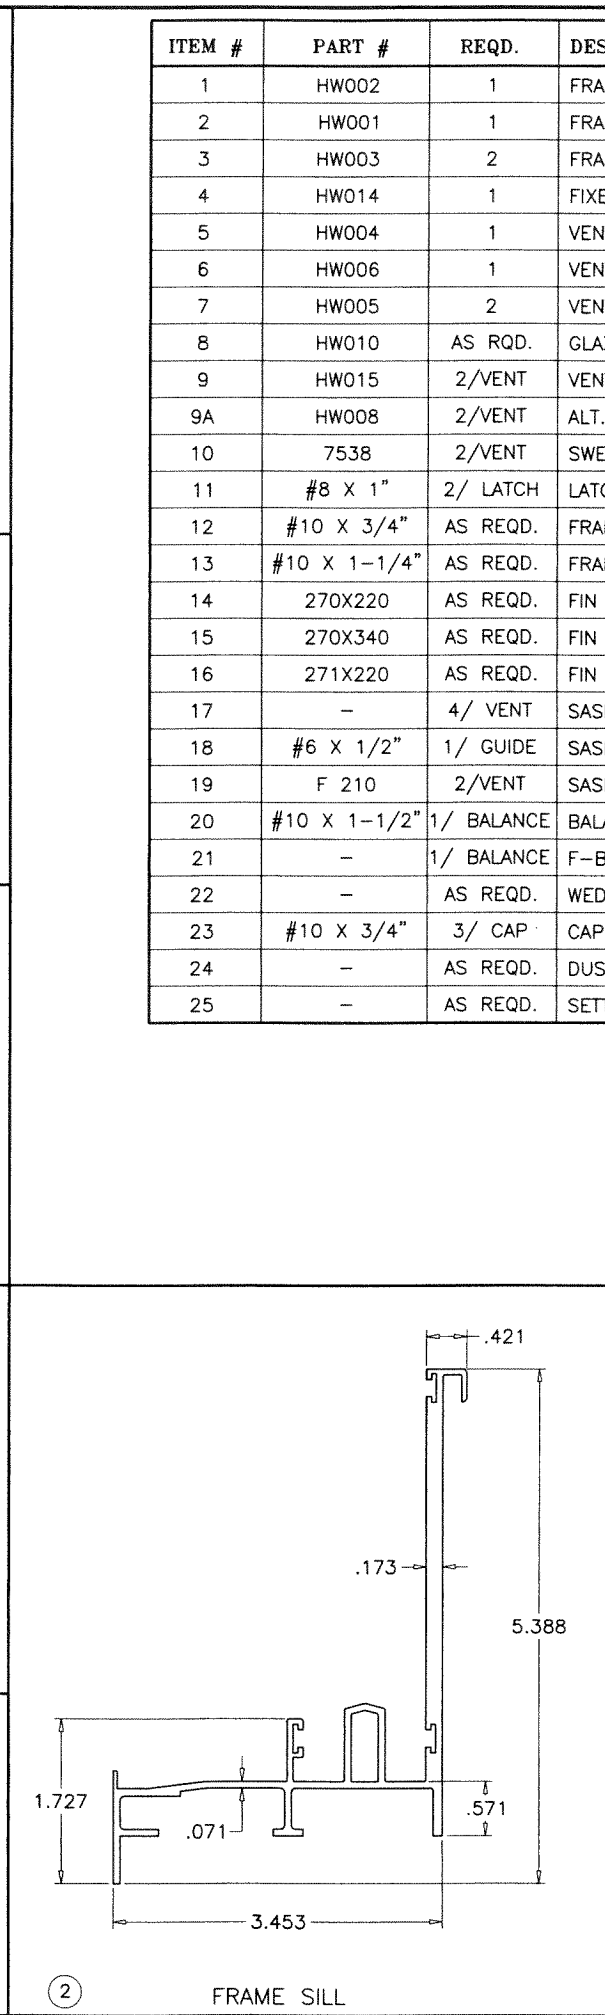 ITEM # PART # REQD. DES
1 HW002 1 FRA
2 HW001 1 FRA
3 HW003 2 FRA
4 HW014 1 FIXE
5 HW004 1 VEN
6 HW006 1 VEN
7 HW005 2 VEN
8 HW010 AS RQD. GLA
9 HW015 2/VENT VEN
9A HW008 2/VENT ALT.
10 7538 2/VENT SWE
11 #8 X 1" 2/ LATCH LATC
12 #10 X 3/4" AS REQD. FRA
13 #10 X 1-1/4" AS REQD. FRA
14 270X220 AS REQD. FIN
15 270X340 AS REQD. FIN
16 271X220 AS REQD. FIN
17 - 4/ VENT SAS
18 #6 X 1/2" 1/ GUIDE SAS
19 F 210 2/VENT SAS
20 #10 X 1-1/2" 1/ BALANCE BALA
21 - 1/ BALANCE F-B
22 - AS REQD. WED
23 #10 X 3/4" 3/ CAP CAP
24 - AS REQD. DUS
25 - AS REQD. SETT
.421
.173
5.388
1.727
.071
.571
3.453
2 FRAME SILL